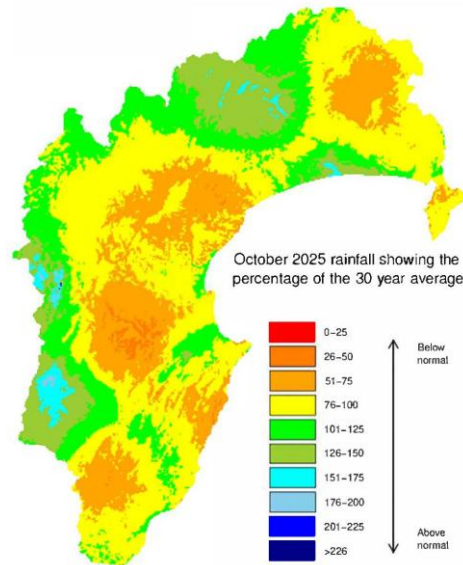 October 2025 rainfall showing the
percentage of the 30 year average
0-25
26-50
51-75
76-100
101-125
126-150
151-175
176-200
201-225
>226
Below
normal
Above
normal